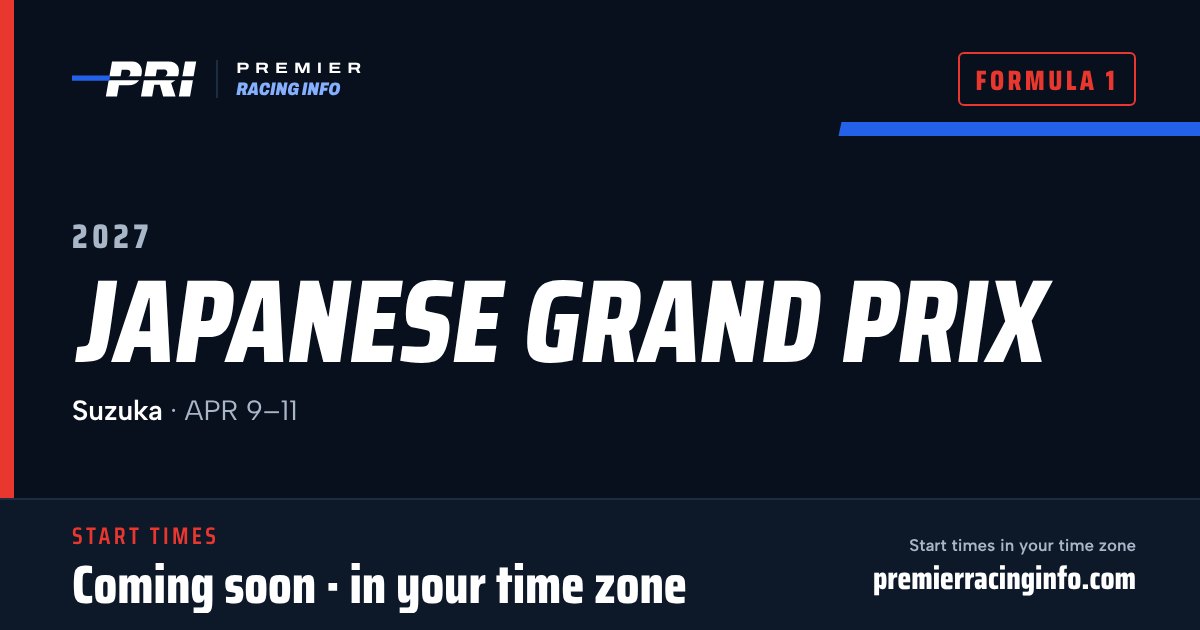 PRI PREMIER
RACING INFO
FORMULA 1
2027
JAPANESE GRAND PRIX
Suzuka · APR 9–11
START TIMES
Coming soon · in your time zone
Start times in your time zone
premierracinginfo.com